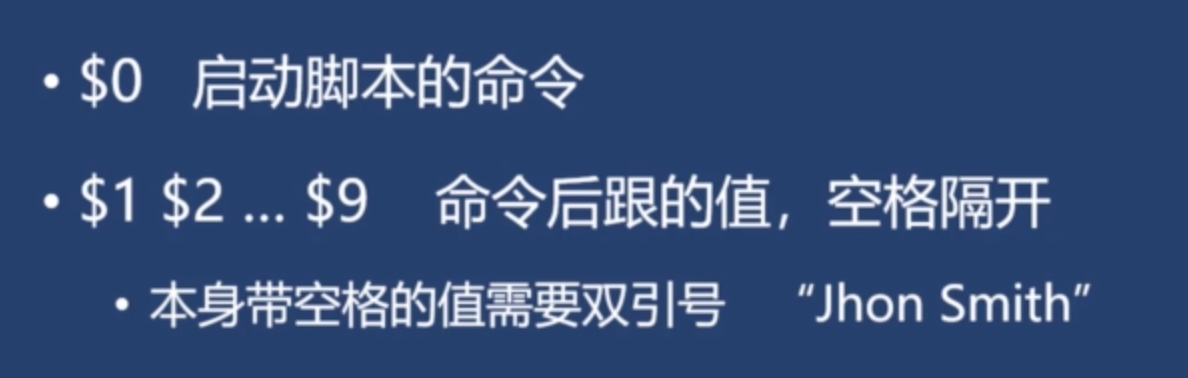 • $0 启动脚本的命令
• $1 $2 ... $9 命令后跟的值，空格隔开
• 本身带空格的值需要双引号 “Jhon Smith”